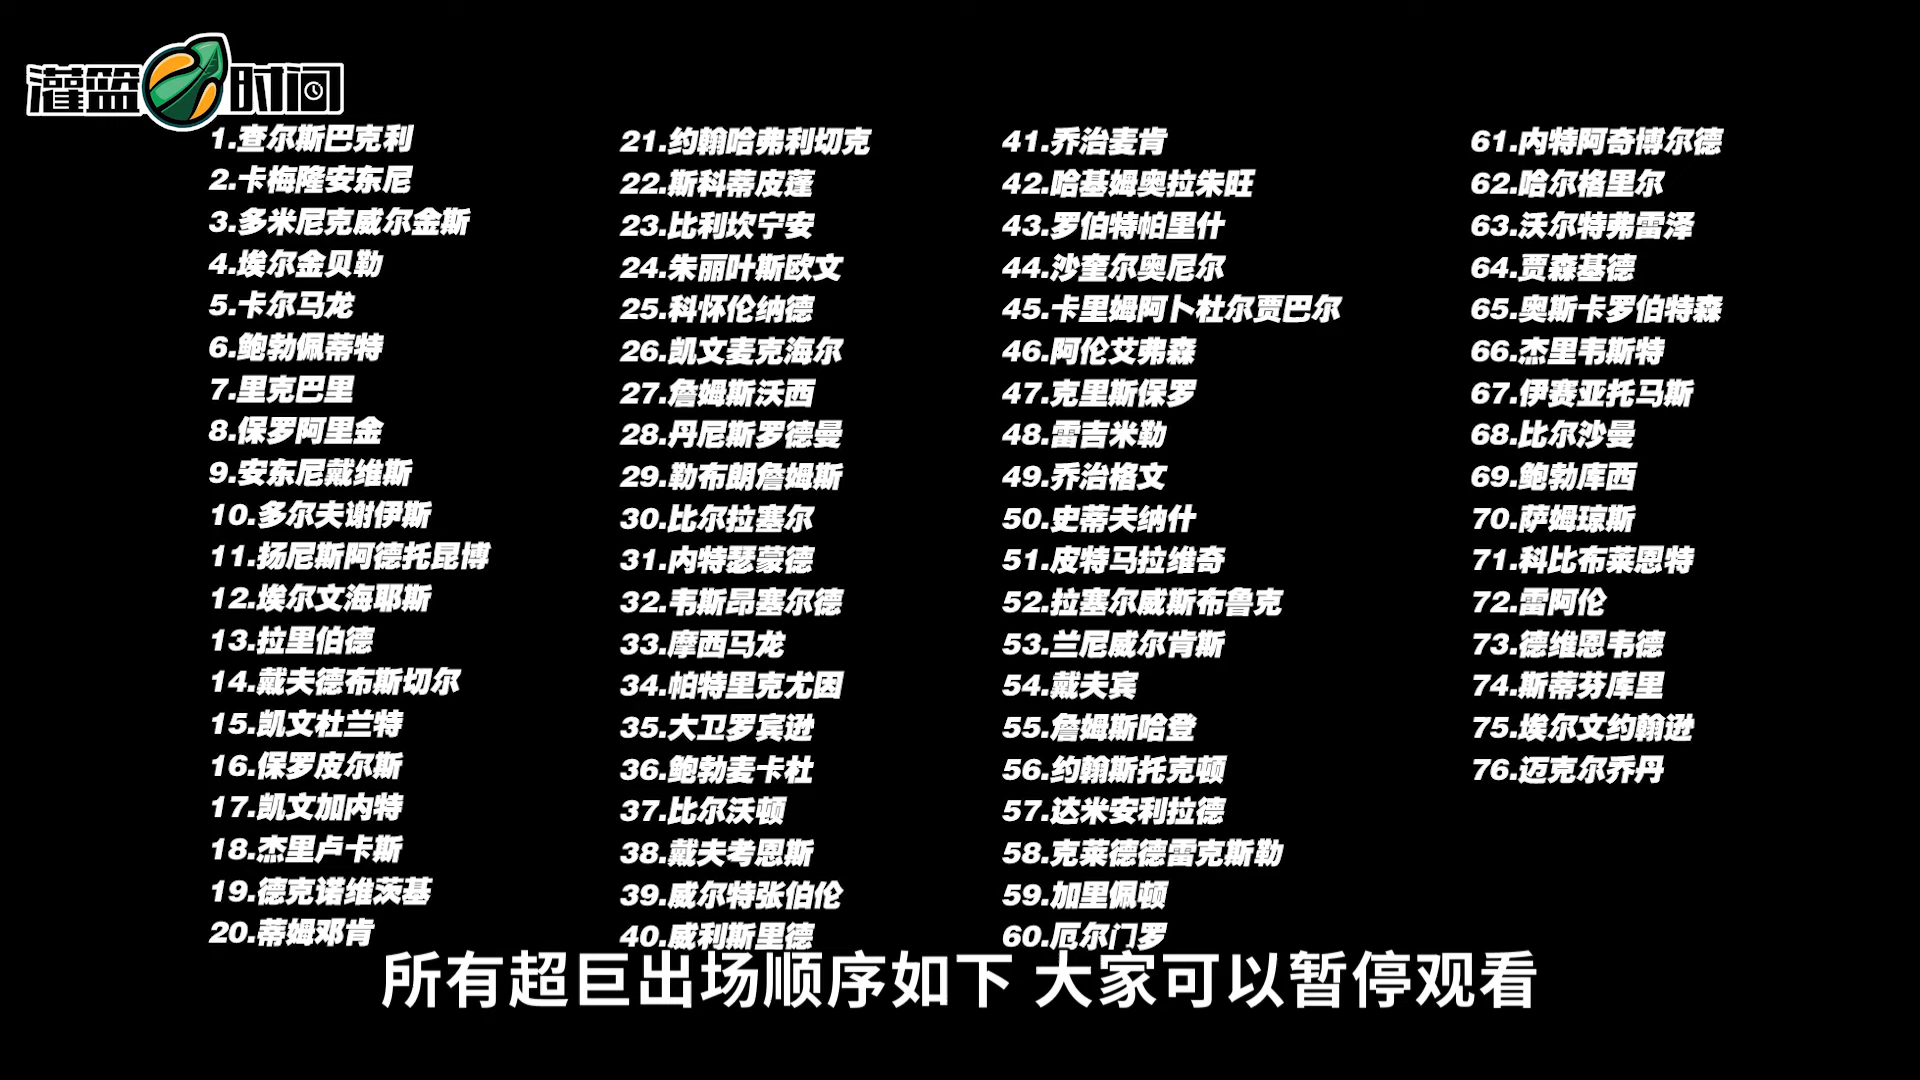 灌篮时间
1.查尔斯巴克利
2.卡梅隆安东尼
3.多米尼克威尔金斯
4.埃尔金贝勒
5.卡尔马龙
6.鲍勃佩蒂特
7.里克巴里
8.保罗阿里金
9.安东尼戴维斯
10.多尔夫谢伊斯
11.扬尼斯阿德托昆博
12.埃尔文海耶斯
13.拉里伯德
14.戴夫德布斯切尔
15.凯文杜兰特
16.保罗皮尔斯
17.凯文加内特
18.杰里卢卡斯
19.德克诺维茨基
20.蒂姆邓肯
21.约翰哈弗利切克
22.斯科蒂皮蓬
23.比利坎宁安
24.朱丽叶斯欧文
25.科怀伦纳德
26.凯文麦克海尔
27.詹姆斯沃西
28.丹尼斯罗德曼
29.勒布朗詹姆斯
30.比尔拉塞尔
31.内特瑟蒙德
32.韦斯昂塞尔德
33.摩西马龙
34.帕特里克尤因
35.大卫罗宾逊
36.鲍勃麦卡杜
37.比尔沃顿
38.戴夫考恩斯
39.威尔特张伯伦
40.威利斯里德
41.乔治麦肯
42.哈基姆奥拉朱旺
43.罗伯特帕里什
44.沙奎尔奥尼尔
45.卡里姆阿卜杜尔贾巴尔
46.阿伦艾弗森
47.克里斯保罗
48.雷吉米勒
49.乔治格文
50.史蒂夫纳什
51.皮特马拉维奇
52.拉塞尔威斯布鲁克
53.兰尼威尔肯斯
54.戴夫宾
55.詹姆斯哈登
56.约翰斯托克顿
57.达米安利拉德
58.克莱德德雷克斯勒
59.加里佩顿
60.厄尔门罗
61.内特阿奇博尔德
62.哈尔格里尔
63.沃尔特弗雷泽
64.贾森基德
65.奥斯卡罗伯特森
66.杰里韦斯特
67.伊赛亚托马斯
68.比尔沙曼
69.鲍勃库西
70.萨姆琼斯
71.科比布莱恩特
72.雷阿伦
73.德维恩韦德
74.斯蒂芬库里
75.埃尔文约翰逊
76.迈克尔乔丹
所有超巨出场顺序如下 大家可以暂停观看